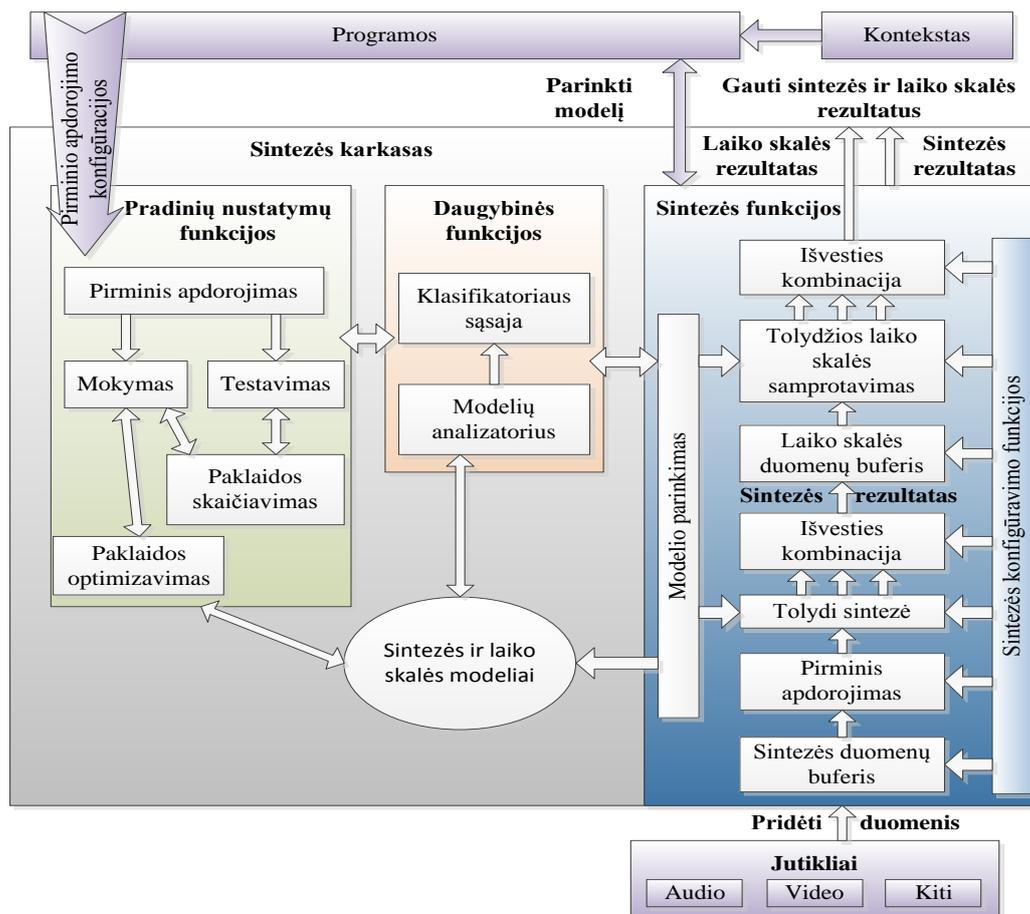 Programos
Kontekstas
Pirminio apdorojimo
konfigūracijos
Parinkti
modelį
Gauti sintezės ir laiko skalės
rezultatus
Sintezės karkasas
Laiko skalės
rezultatas
Sintezės
rezultatas
Pradinių nustatymų
funkcijos
Pirminis apdorojimas
Mokymas
Testavimas
Paklaidos
skaičiavimas
Paklaidos
optimizavimas
Daugybinės
funkcijos
Klasifikatoriaus
sąsaja
Modelių
analizatorius
Sintezės ir laiko
skalės modeliai
Sintezės funkcijos
Modelio parinkimas
Išvesties
kombinacija
Tolydžios laiko
skalės
samprotavimas
Laiko skalės
duomenų buferis
Sintezės rezultatas
Išvesties
kombinacija
Tolydi sintezė
Pirminis
apdorojimas
Sintezės duomenų
buferis
Sintezės konfigūravimo funkcijos
Pridėti duomenis
Jutikliai
Audio
Video
Kiti